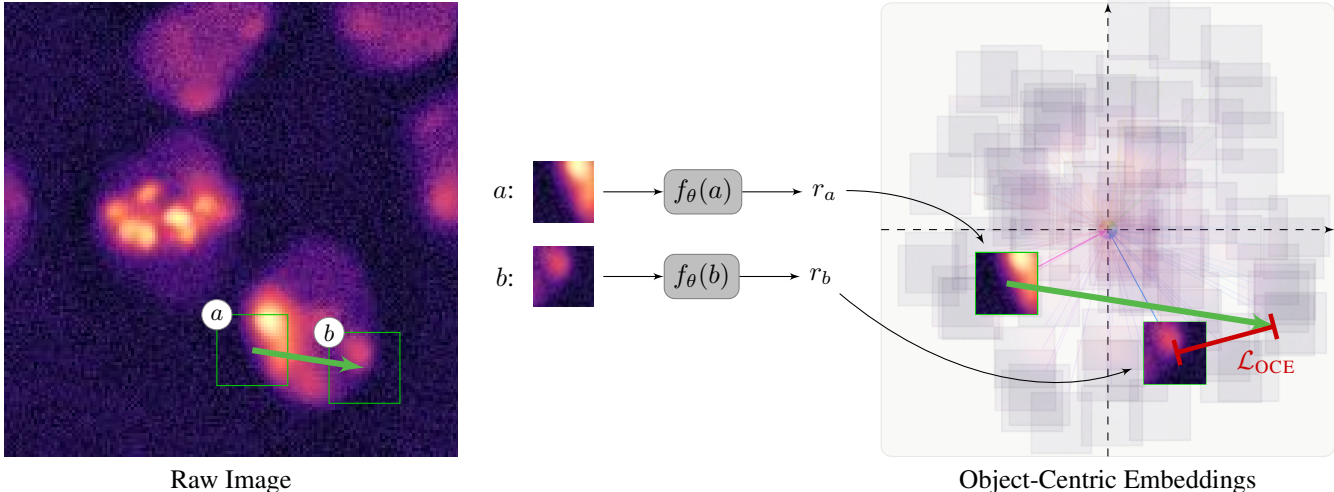 a
b
a:
f_θ(a)
r_a
b:
f_θ(b)
r_b
ℒ_OCE
Raw Image
Object-Centric Embeddings